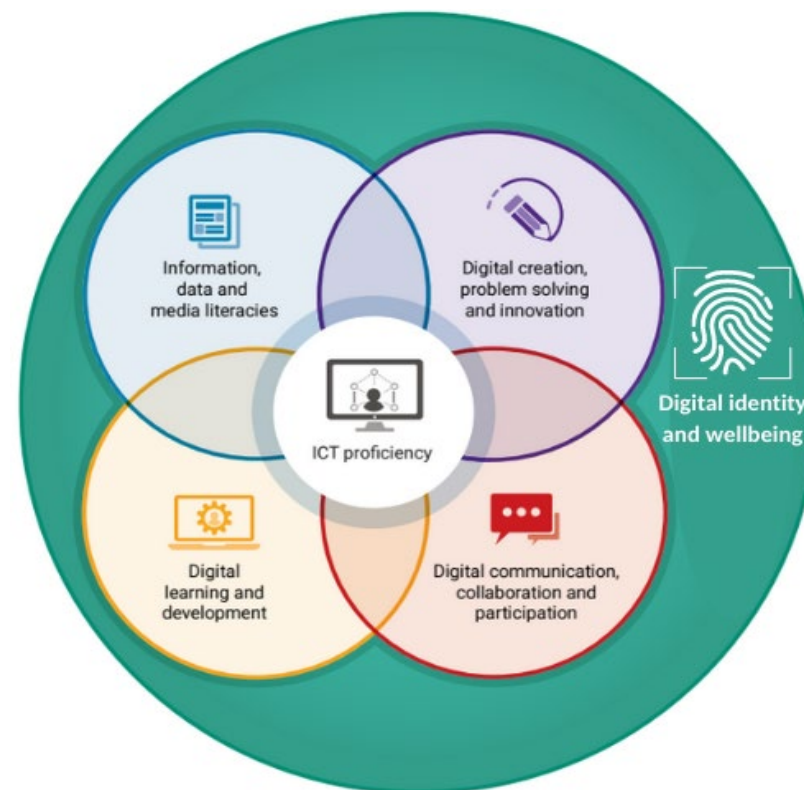 Information,
data and
media literacies
Digital creation,
problem solving
and innovation
Digital identity
and wellbeing
ICT proficiency
Digital
learning and
development
Digital communication,
collaboration and
participation